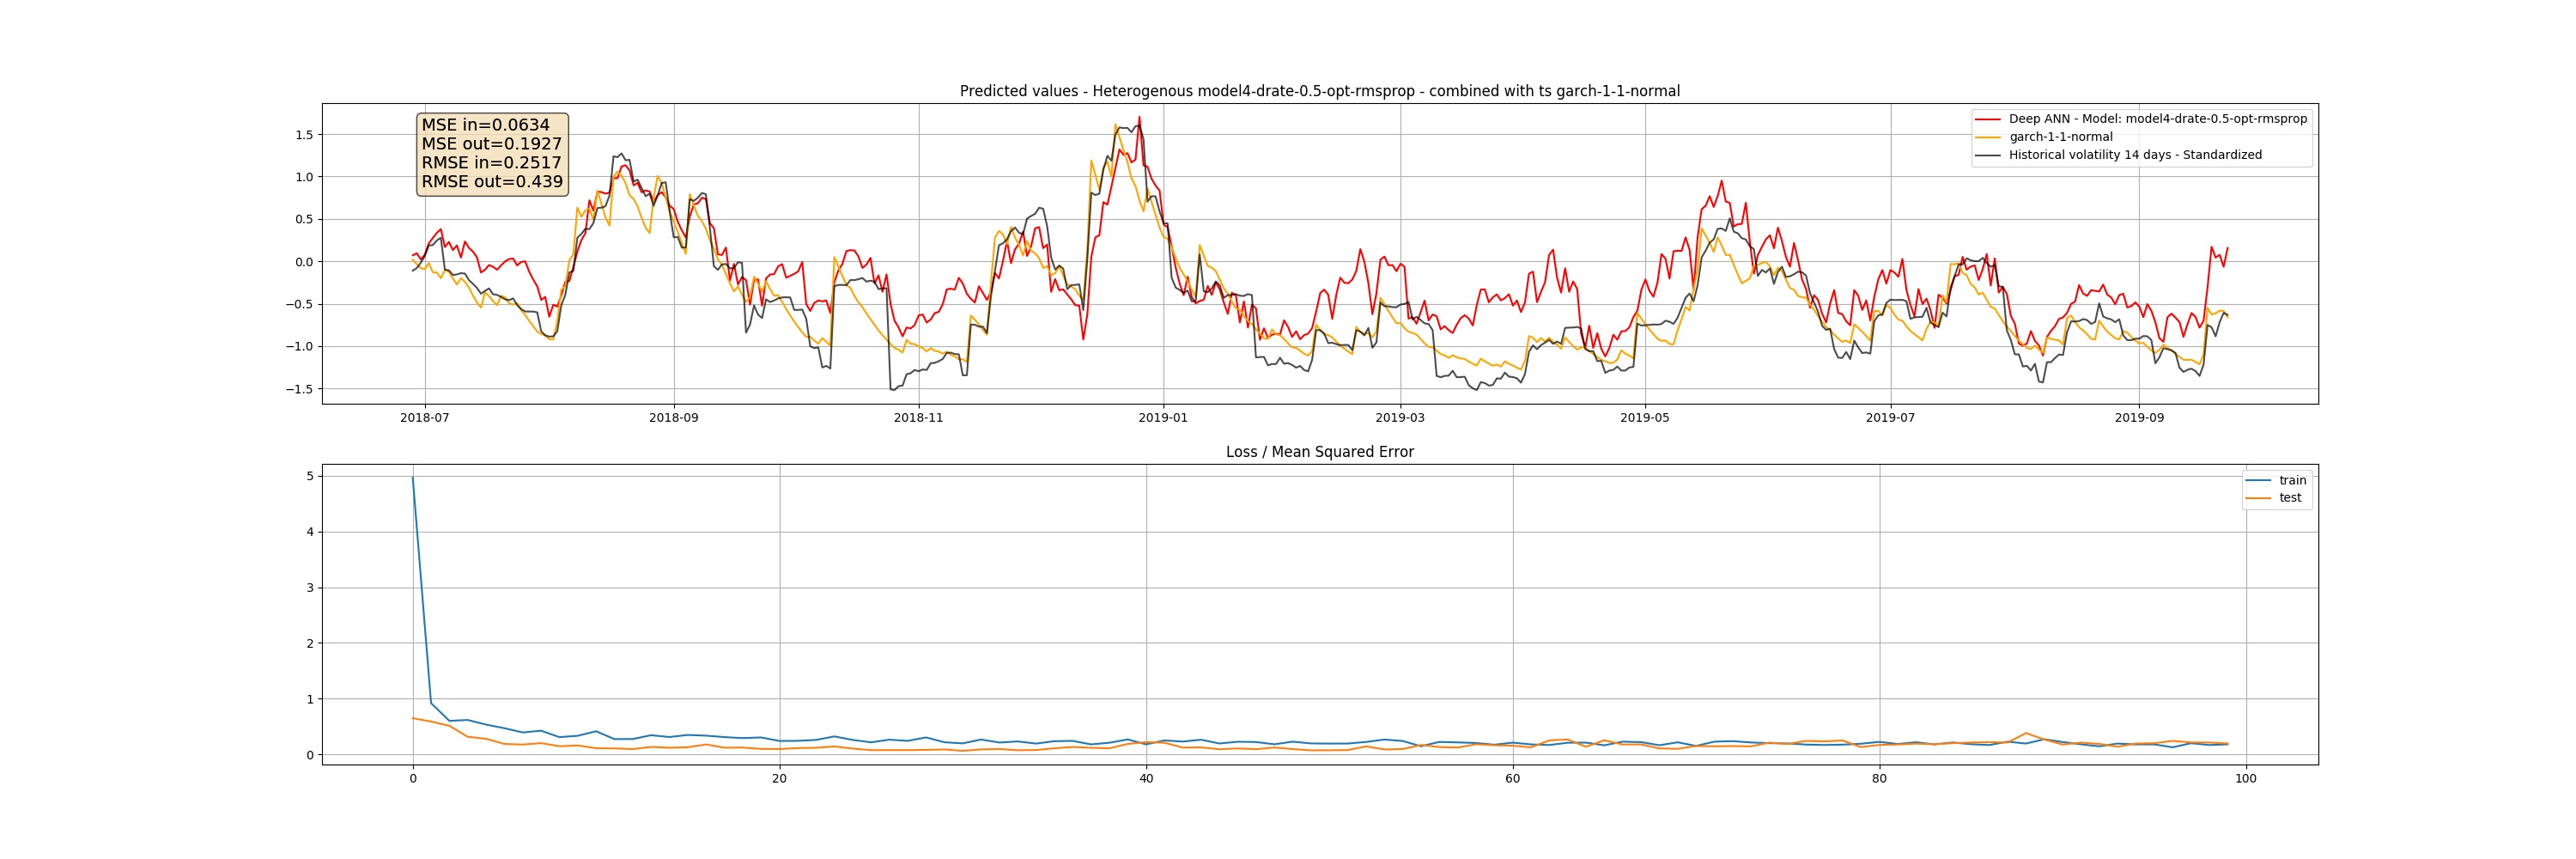 Predicted values - Heterogenous model4-drate-0.5-opt-rmsprop - combined with ts garch-1-1-normal
MSE in=0.0634
MSE out=0.1927
RMSE in=0.2517
RMSE out=0.439
Deep ANN - Model: model4-drate-0.5-opt-rmsprop
garch-1-1-normal
Historical volatility 14 days - Standardized
1.5
1.0
0.5
0.0
−0.5
−1.0
−1.5
2018-07 2018-09 2018-11 2019-01 2019-03 2019-05 2019-07 2019-09
Loss / Mean Squared Error
train
test
5
4
3
2
1
0
0 20 40 60 80 100